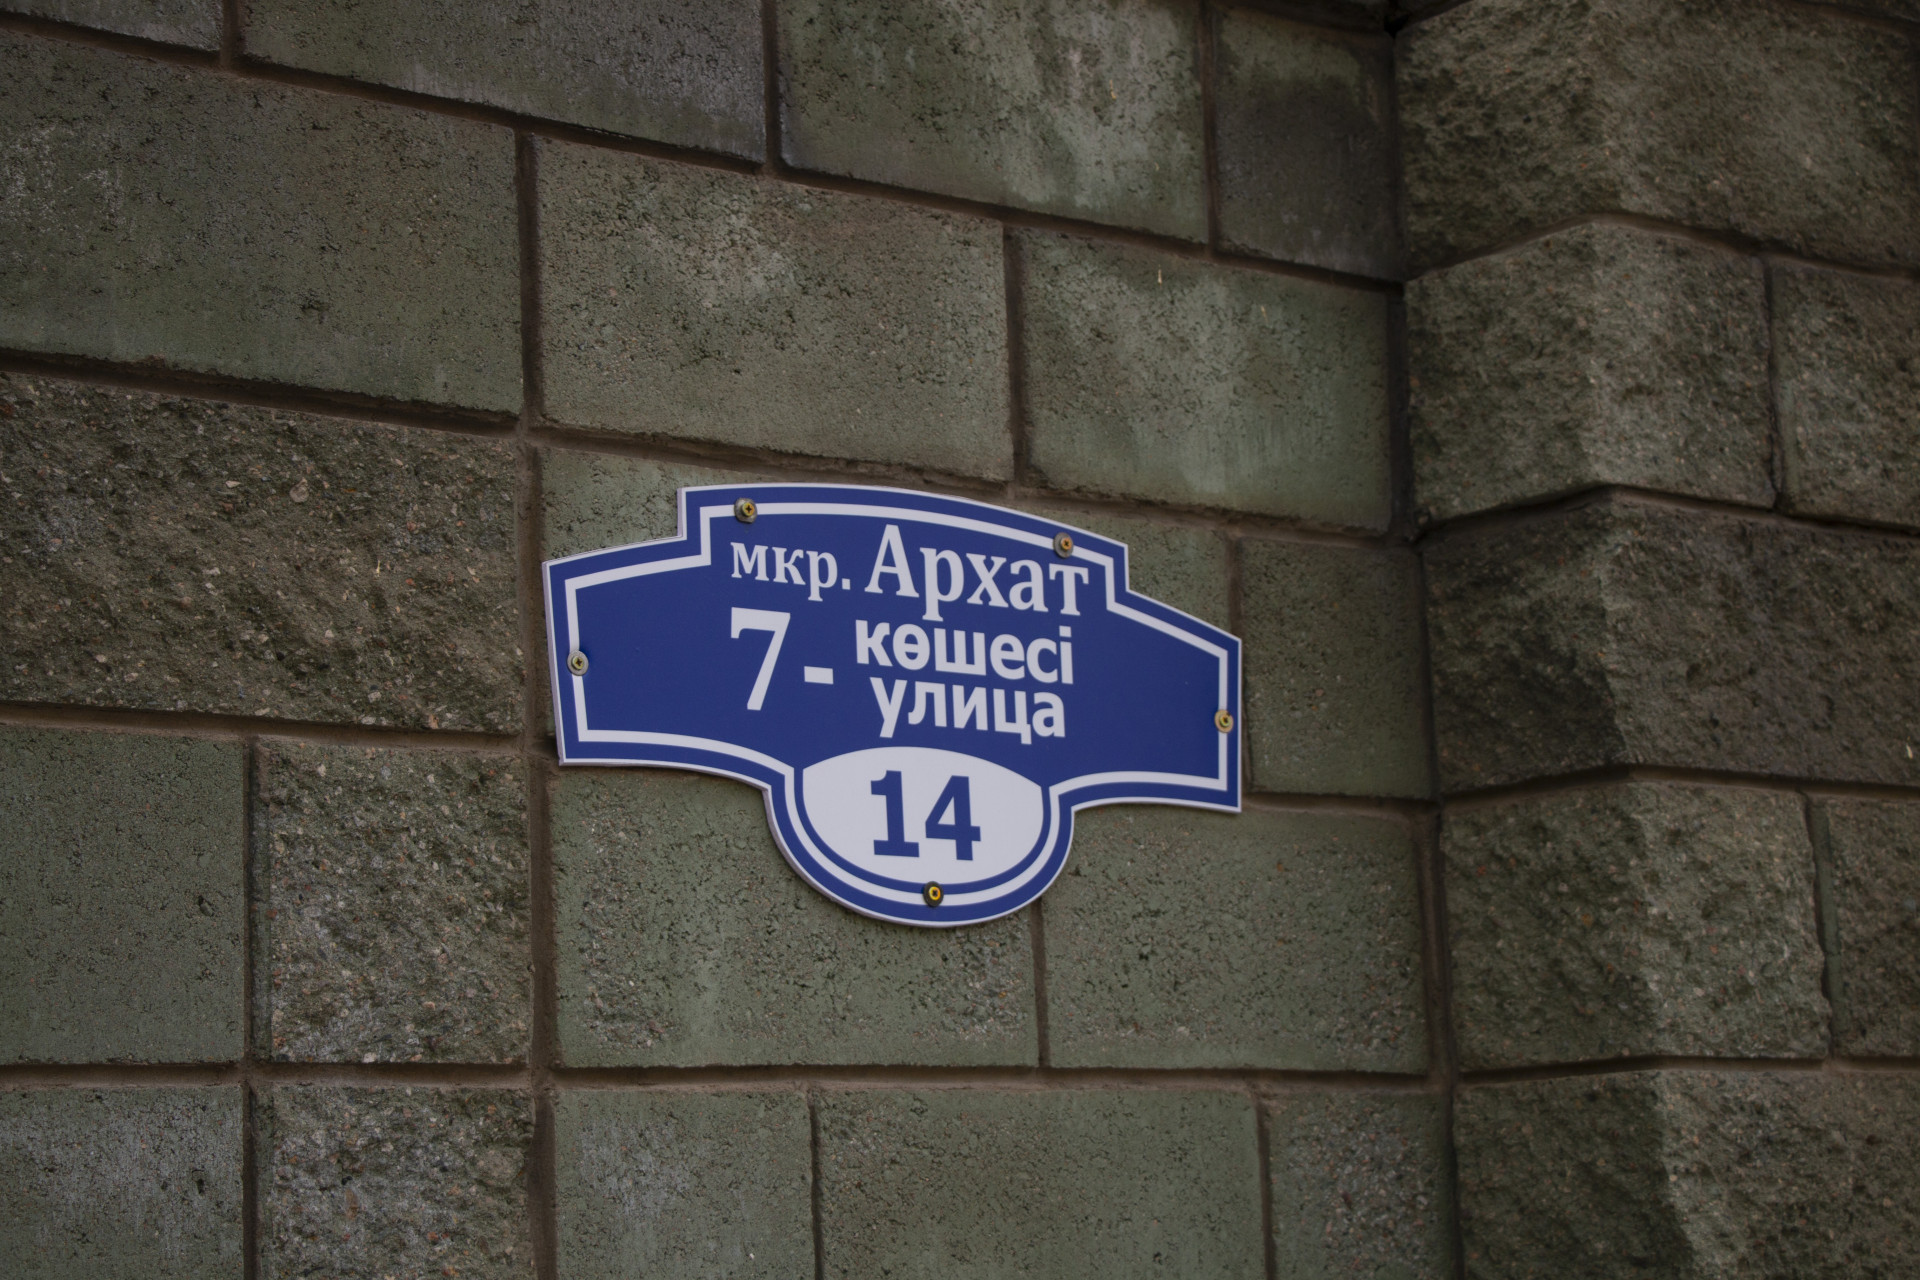 мкр. Архат
7- көшесі
улица
14